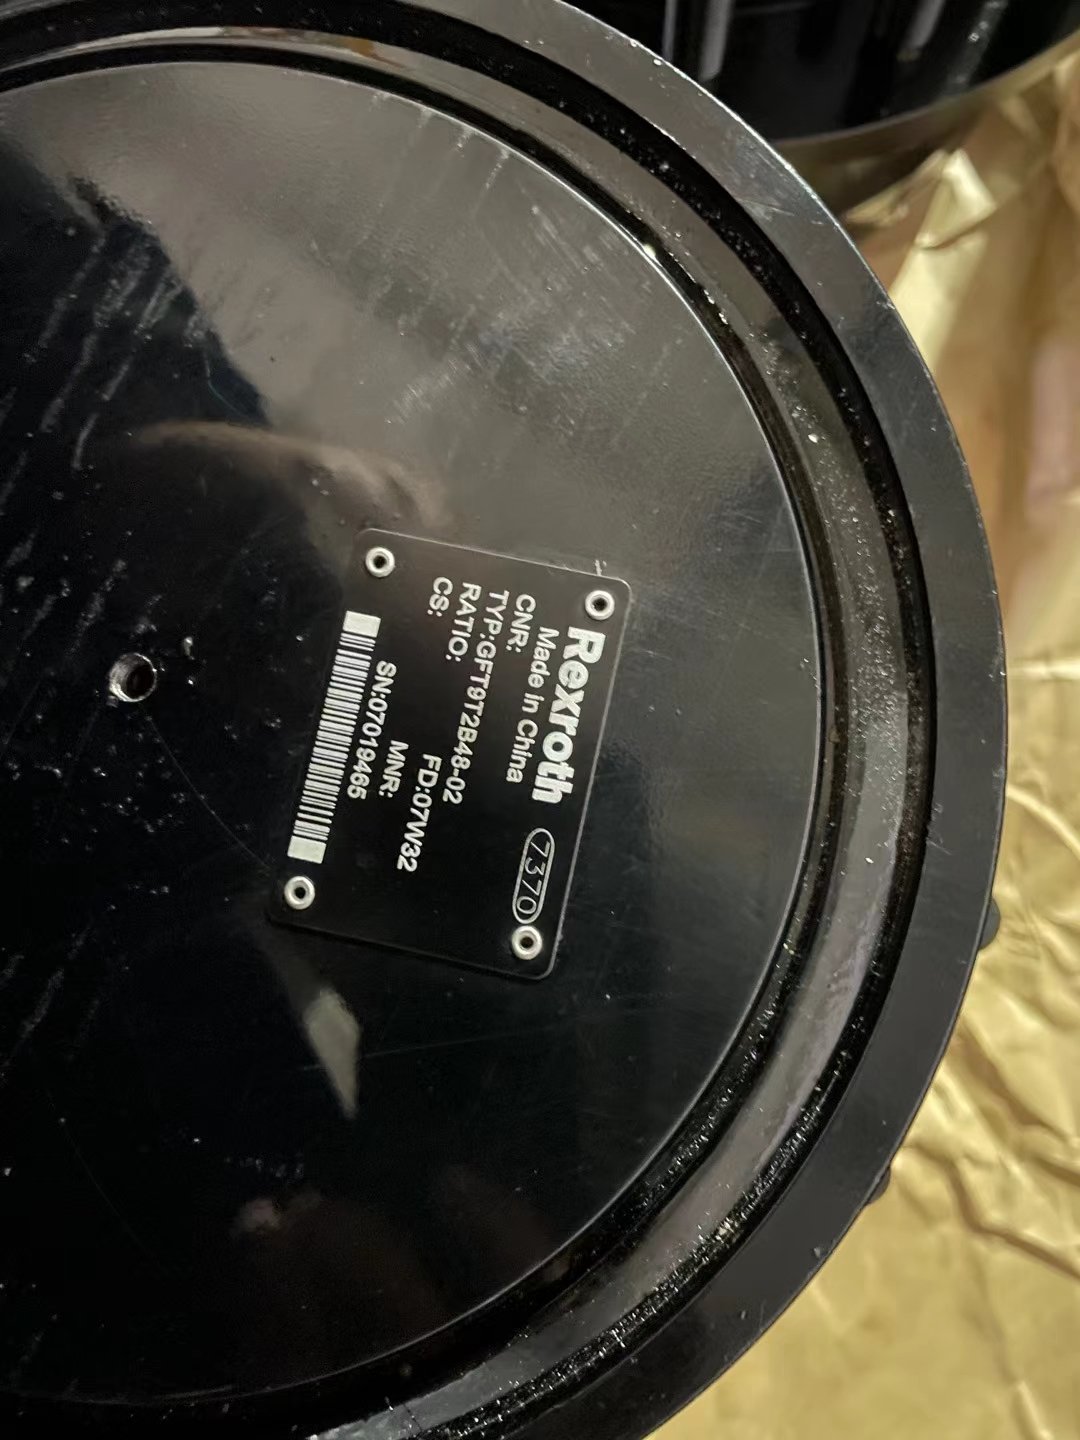 Rexroth 7370
Made in China
CNR:
TYP:GFT9T2B48-02
RATIO:
CS:
FD:07W32
MNR:
SN:07019465